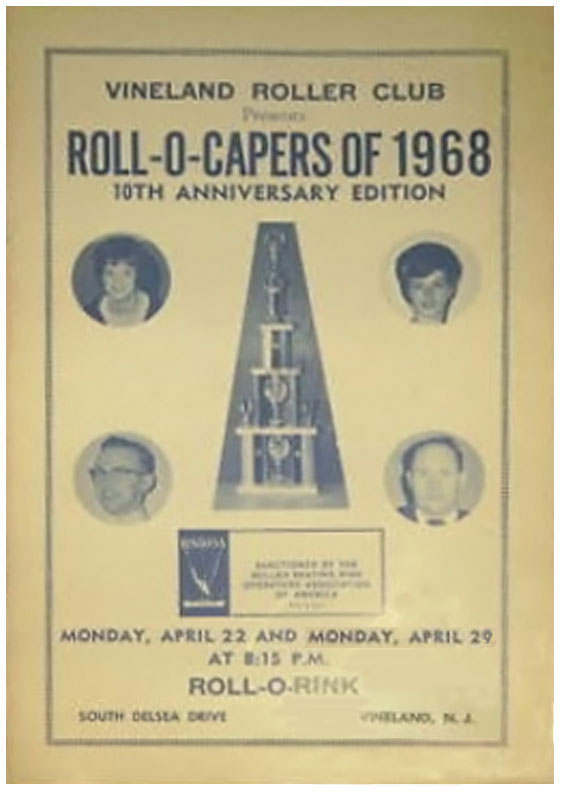 VINELAND ROLLER CLUB
Presents
ROLL-O-CAPERS OF 1968
10TH ANNIVERSARY EDITION
RSROA
SANCTIONED BY THE
ROLLER SKATING RINK
OPERATORS ASSOCIATION
OF AMERICA
MONDAY, APRIL 22 AND MONDAY, APRIL 29
AT 8:15 P.M.
ROLL-O-RINK
SOUTH DELSEA DRIVE VINELAND, N. J.